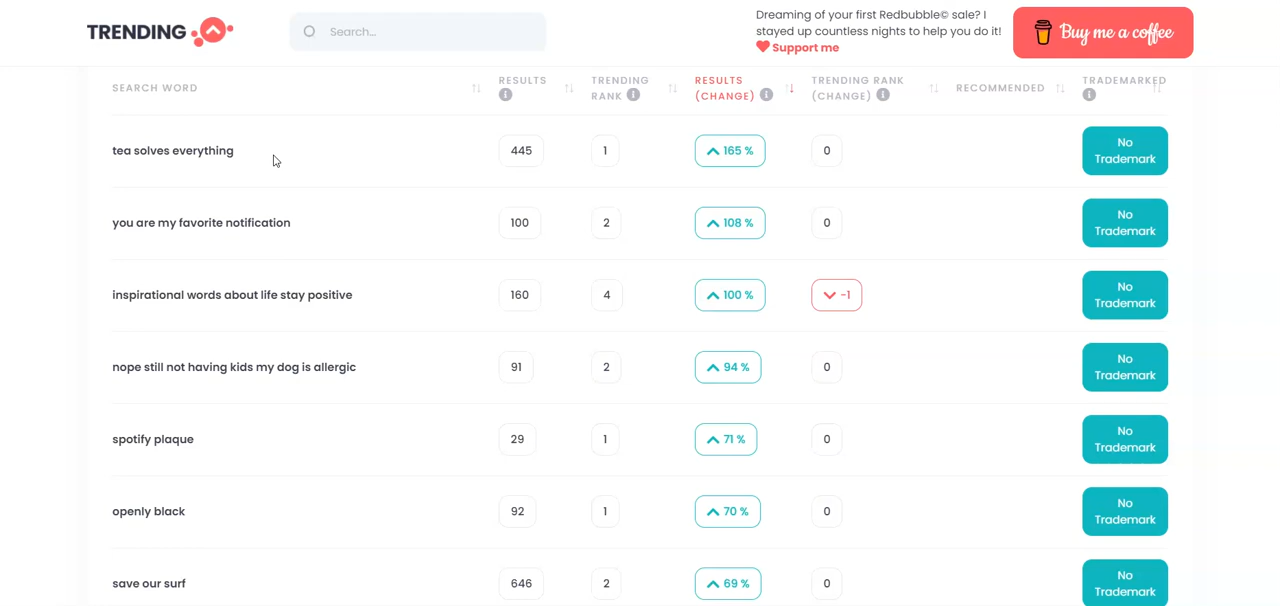 TRENDING
Search...
Dreaming of your first Redbubble© sale? I
stayed up countless nights to help you do it!
Support me
Buy me a coffee
SEARCH WORD
RESULTS
TRENDING
RANK
RESULTS
(CHANGE)
TRENDING RANK
(CHANGE)
RECOMMENDED
TRADEMARKED
tea solves everything 445 1 165 % 0 No
Trademark
you are my favorite notification 100 2 108 % 0 No
Trademark
inspirational words about life stay positive 160 4 100 % -1 No
Trademark
nope still not having kids my dog is allergic 91 2 94 % 0 No
Trademark
spotify plaque 29 1 71 % 0 No
Trademark
openly black 92 1 70 % 0 No
Trademark
save our surf 646 2 69 % 0 No
Trademark